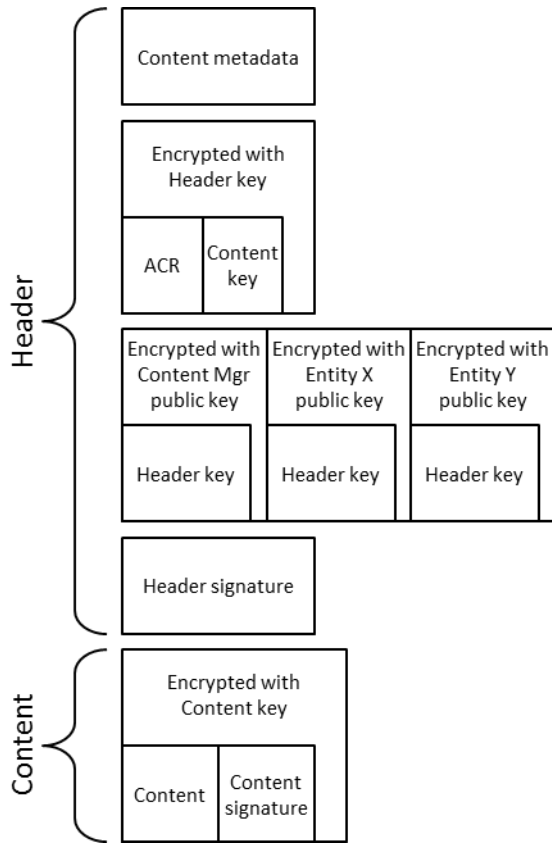 Header
Content metadata
Encrypted with
Header key
ACR
Content
key
Encrypted with
Content Mgr
public key
Header key
Encrypted with
Entity X
public key
Header key
Encrypted with
Entity Y
public key
Header key
Header signature
Content
Encrypted with
Content key
Content
Content
signature